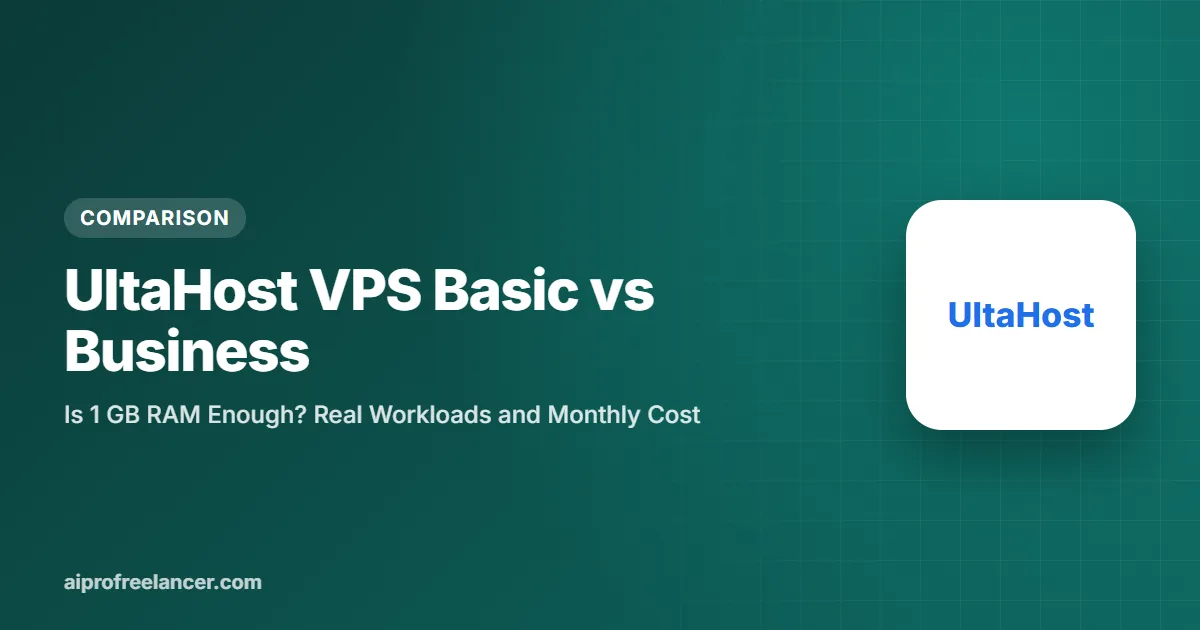 COMPARISON
UltaHost VPS Basic vs
Business
Is 1 GB RAM Enough? Real Workloads and Monthly Cost
UltaHost
aiprofreelancer.com